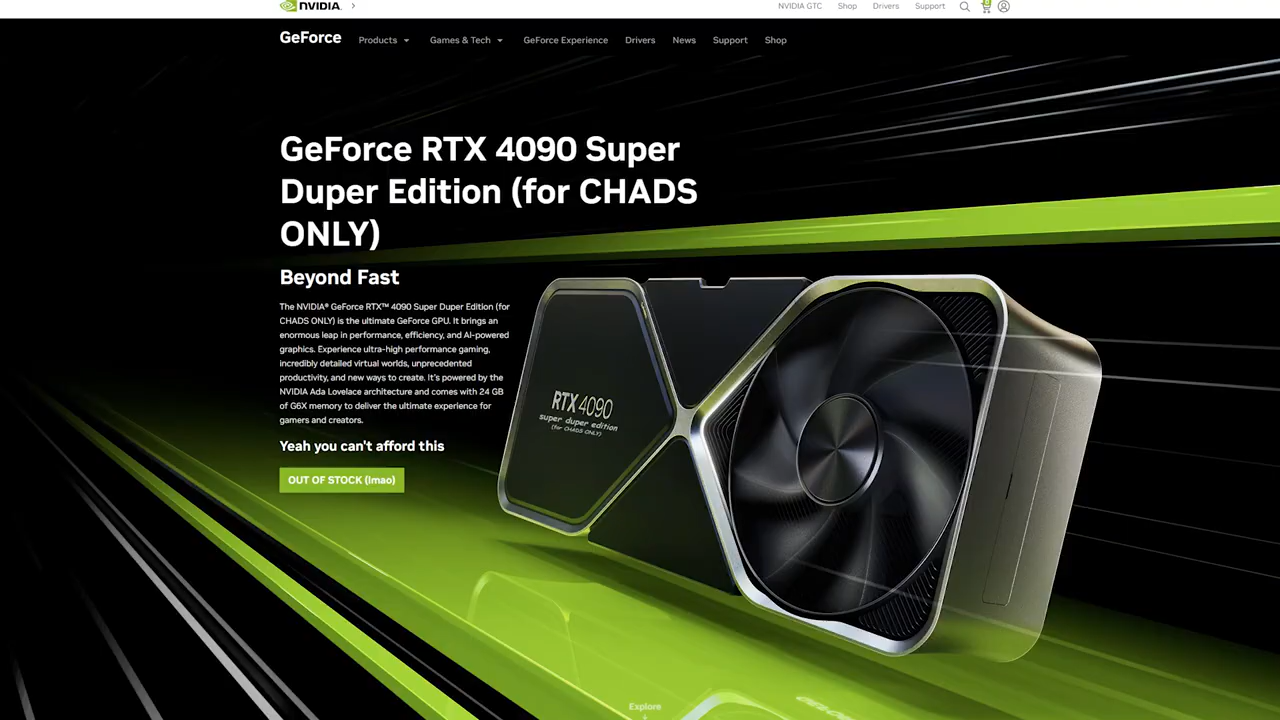 NVIDIA.
NVIDIA GTC Shop Drivers Support
GeForce Products Games & Tech GeForce Experience Drivers News Support Shop
GeForce RTX 4090 Super
Duper Edition (for CHADS
ONLY)
Beyond Fast
The NVIDIA® GeForce RTX™ 4090 Super Duper Edition (for
CHADS ONLY) is the ultimate GeForce GPU. It brings an
enormous leap in performance, efficiency, and AI-powered
graphics. Experience ultra-high performance gaming,
incredibly detailed virtual worlds, unprecedented
productivity, and new ways to create. It's powered by the
NVIDIA Ada Lovelace architecture and comes with 24 GB
of G6X memory to deliver the ultimate experience for
gamers and creators.
Yeah you can't afford this
OUT OF STOCK (lmao)
RTX 4090
super duper edition
(for CHADS ONLY)
Explore